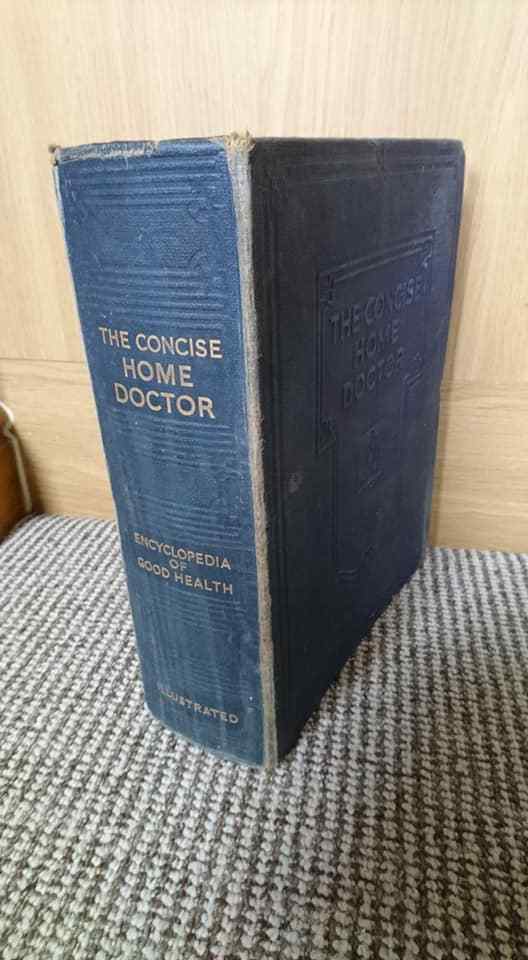 THE CONCISE
HOME
DOCTOR
ENCYCLOPEDIA
OF
GOOD HEALTH
ILLUSTRATED
THE CONCISE
HOME
DOCTOR